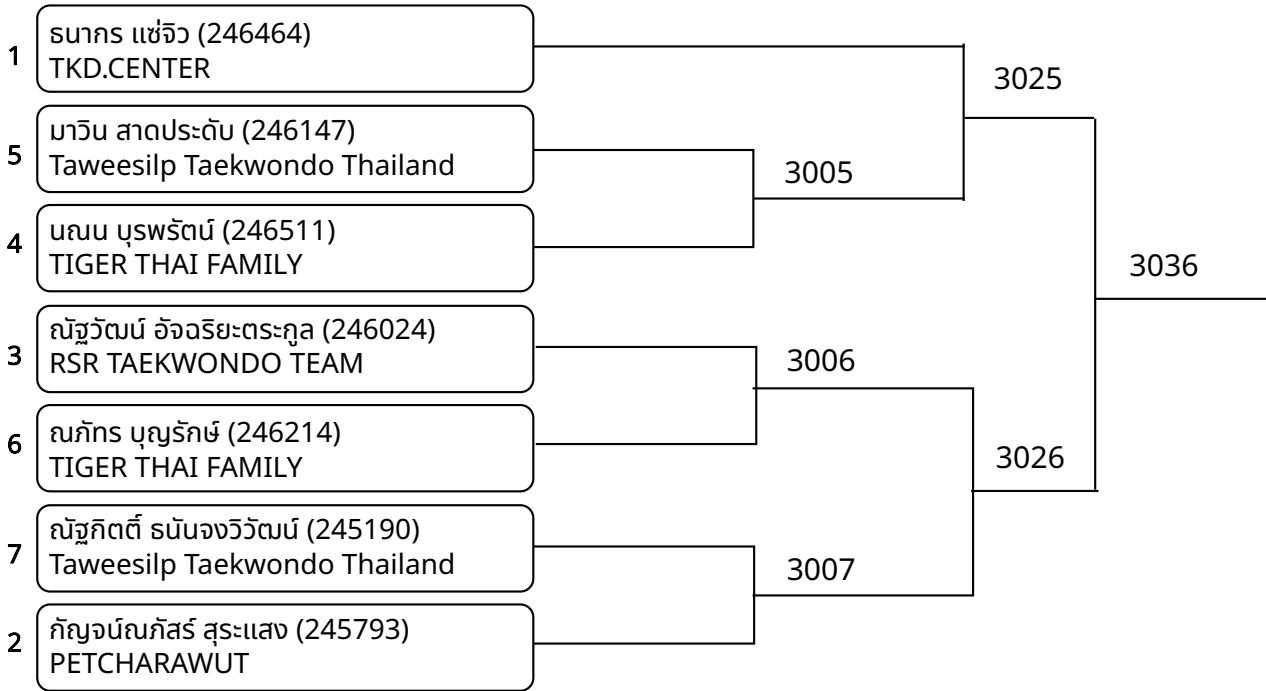 1
ธนากร แซ่จิว (246464)
TKD.CENTER
5
มาวิน สาดประดับ (246147)
Taweesilp Taekwondo Thailand
4
นณน บุรพรัตน์ (246511)
TIGER THAI FAMILY
3
ณัฐวัฒน์ อัจฉริยะตระกูล (246024)
RSR TAEKWONDO TEAM
6
ณภัทร บุญรักษ์ (246214)
TIGER THAI FAMILY
7
ณัฐกิตติ์ ธนันจงวิวัฒน์ (245190)
Taweesilp Taekwondo Thailand
2
กัญจน์ณภัสร์ สุระแสง (245793)
PETCHARAWUT
3005
3006
3007
3025
3026
3036